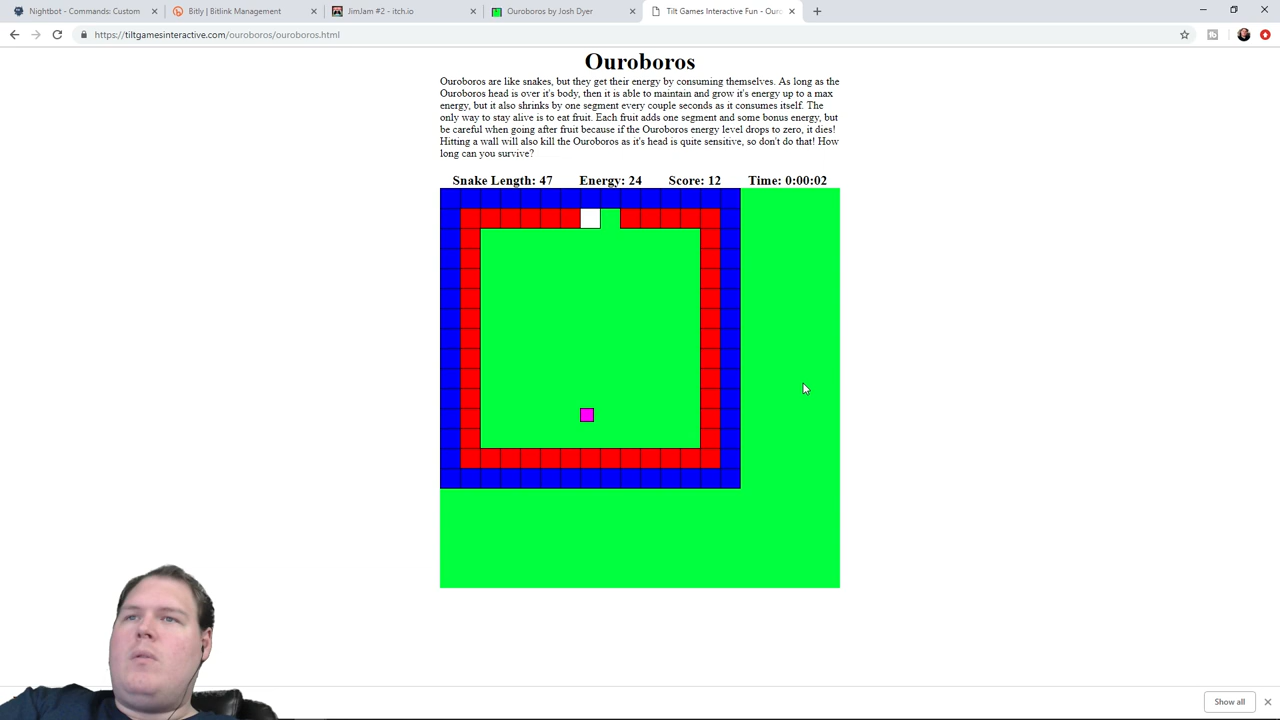 Nightbot - Commands: Custom
Bitly | Bitlink Management
JimJam #2 - itch.io
Ouroboros by Josh Dyer
Tilt Games Interactive Fun - Ouro
https://tiltgamesinteractive.com/ouroboros/ouroboros.html
Ouroboros
Ouroboros are like snakes, but they get their energy by consuming themselves. As long as the
Ouroboros head is over it's body, then it is able to maintain and grow it's energy up to a max
energy, but it also shrinks by one segment every couple seconds as it consumes itself. The
only way to stay alive is to eat fruit. Each fruit adds one segment and some bonus energy, but
be careful when going after fruit because if the Ouroboros energy level drops to zero, it dies!
Hitting a wall will also kill the Ouroboros as it's head is quite sensitive, so don't do that! How
long can you survive?
Snake Length: 47 Energy: 24 Score: 12 Time: 0:00:02
Show all